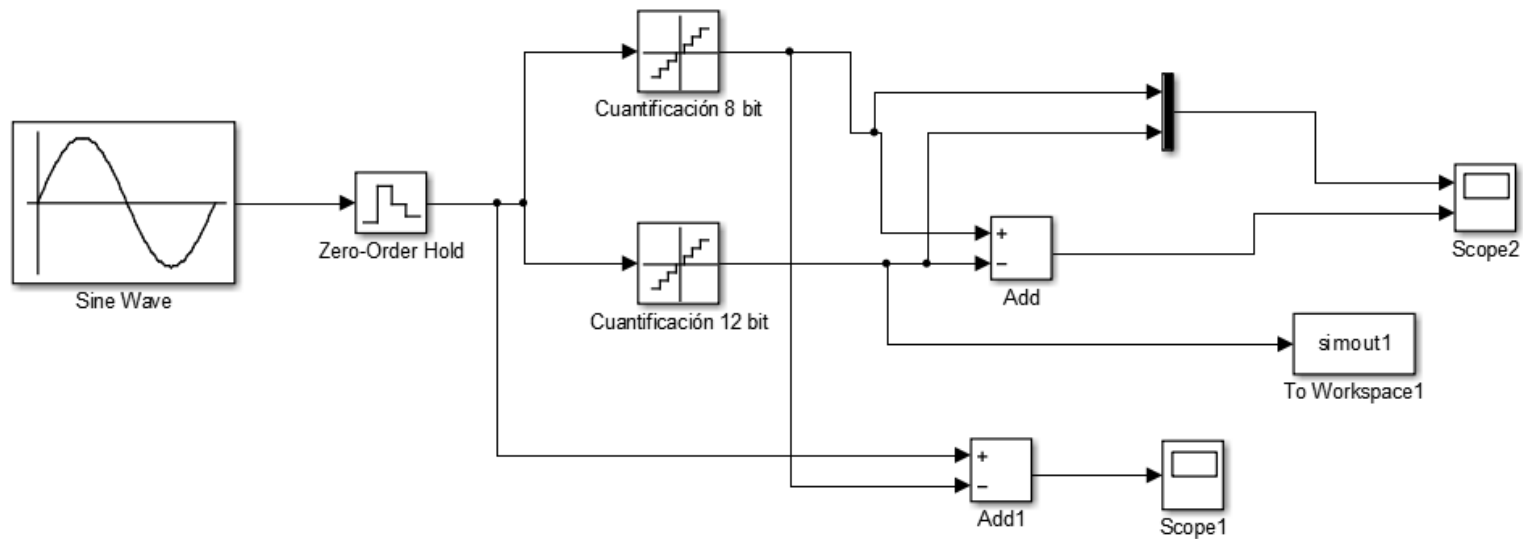 Cuantificación 8 bit
Sine Wave
Zero-Order Hold
Cuantificación 12 bit
+
−
Add
Scope2
simout1
To Workspace1
+
−
Add1
Scope1